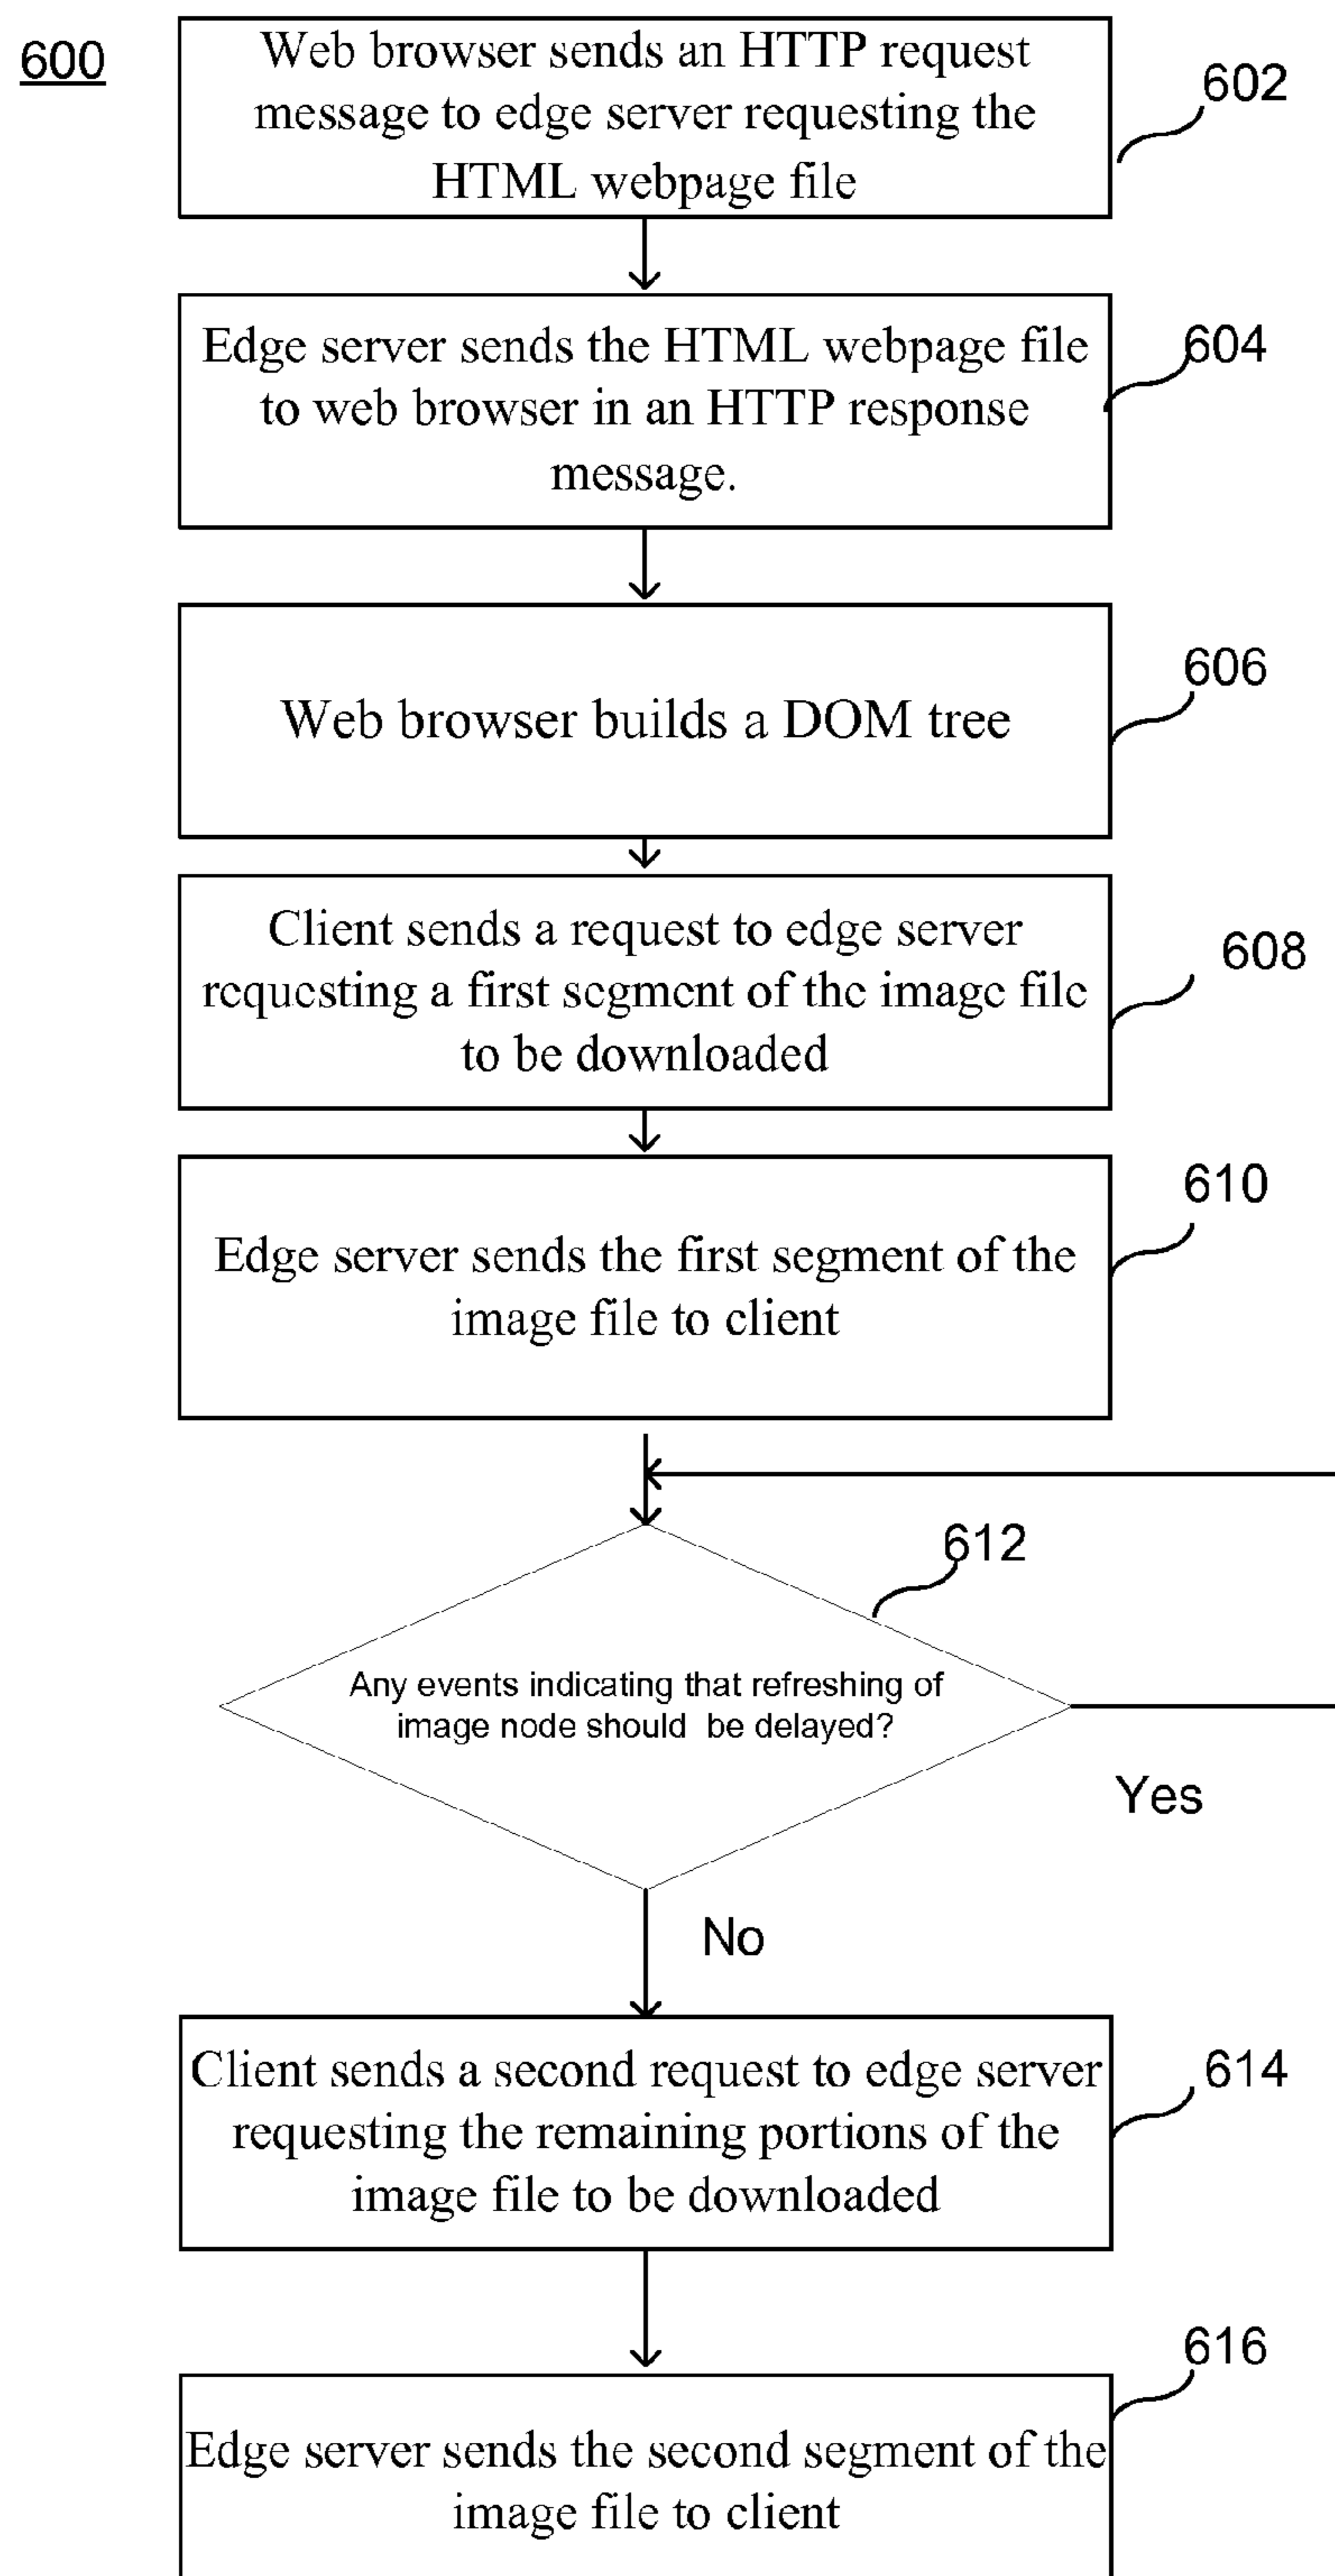 600
Web browser sends an HTTP request
message to edge server requesting the
HTML webpage file
602
Edge server sends the HTML webpage file
to web browser in an HTTP response
message.
604
Web browser builds a DOM tree
606
Client sends a request to edge server
requesting a first segment of the image file
to be downloaded
608
Edge server sends the first segment of the
image file to client
610
612
Any events indicating that refreshing of
image node should be delayed?
Yes
No
Client sends a second request to edge server
requesting the remaining portions of the
image file to be downloaded
614
616
Edge server sends the second segment of the
image file to client